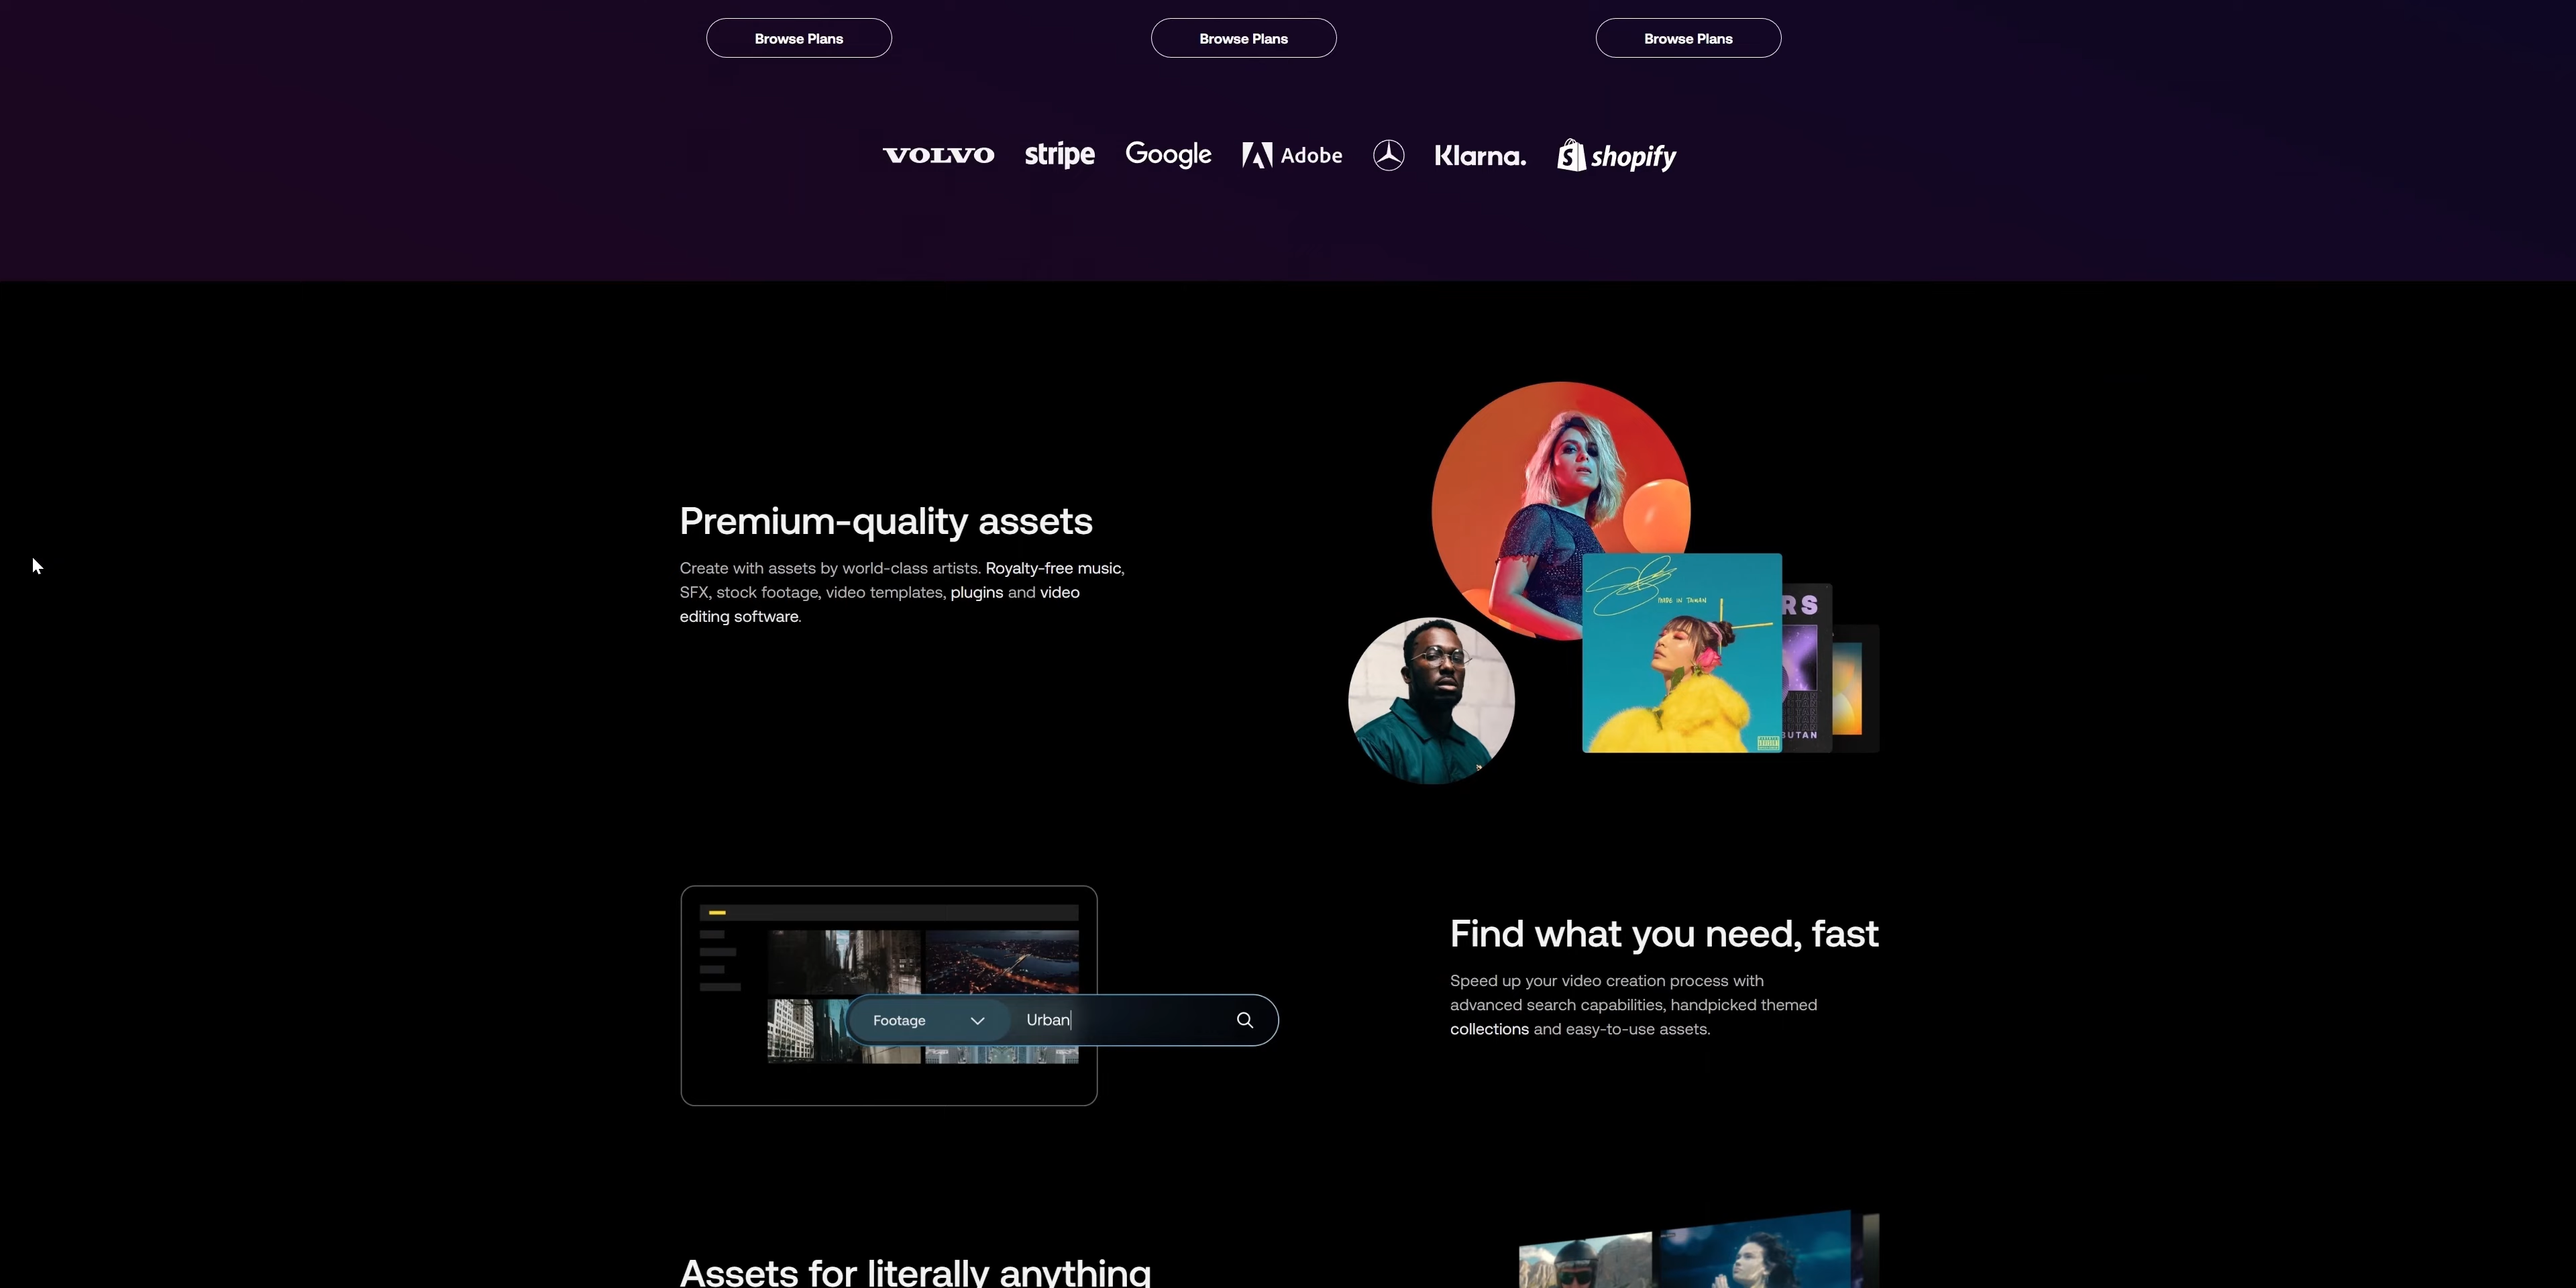 Browse Plans
Browse Plans
Browse Plans
VOLVO stripe Google Adobe Klarna. shopify
Premium-quality assets
Create with assets by world-class artists. Royalty-free music,
SFX, stock footage, video templates, plugins and video
editing software.
MADE IN TAIWAN
RS
BUTAN
Footage
Urban
Find what you need, fast
Speed up your video creation process with
advanced search capabilities, handpicked themed
collections and easy-to-use assets.
Assets for literally anything